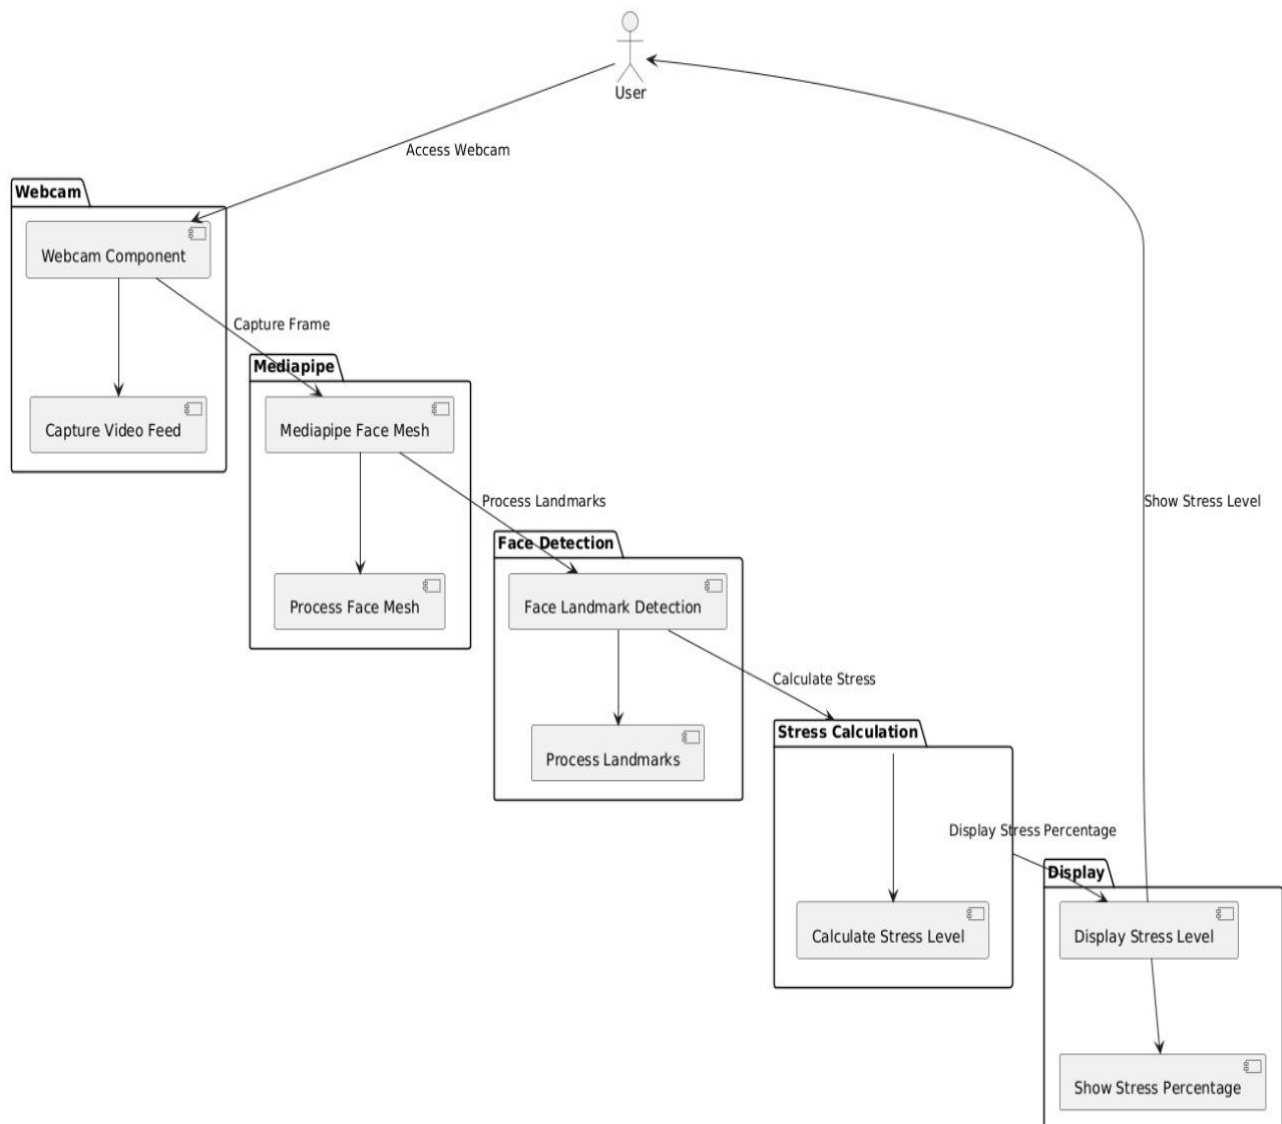 User
Access Webcam
Webcam
Webcam Component
Capture Frame
Mediapipe
Capture Video Feed
Mediapipe Face Mesh
Process Landmarks
Show Stress Level
Face Detection
Process Face Mesh
Face Landmark Detection
Calculate Stress
Stress Calculation
Process Landmarks
Display Stress Percentage
Display
Calculate Stress Level
Display Stress Level
Show Stress Percentage